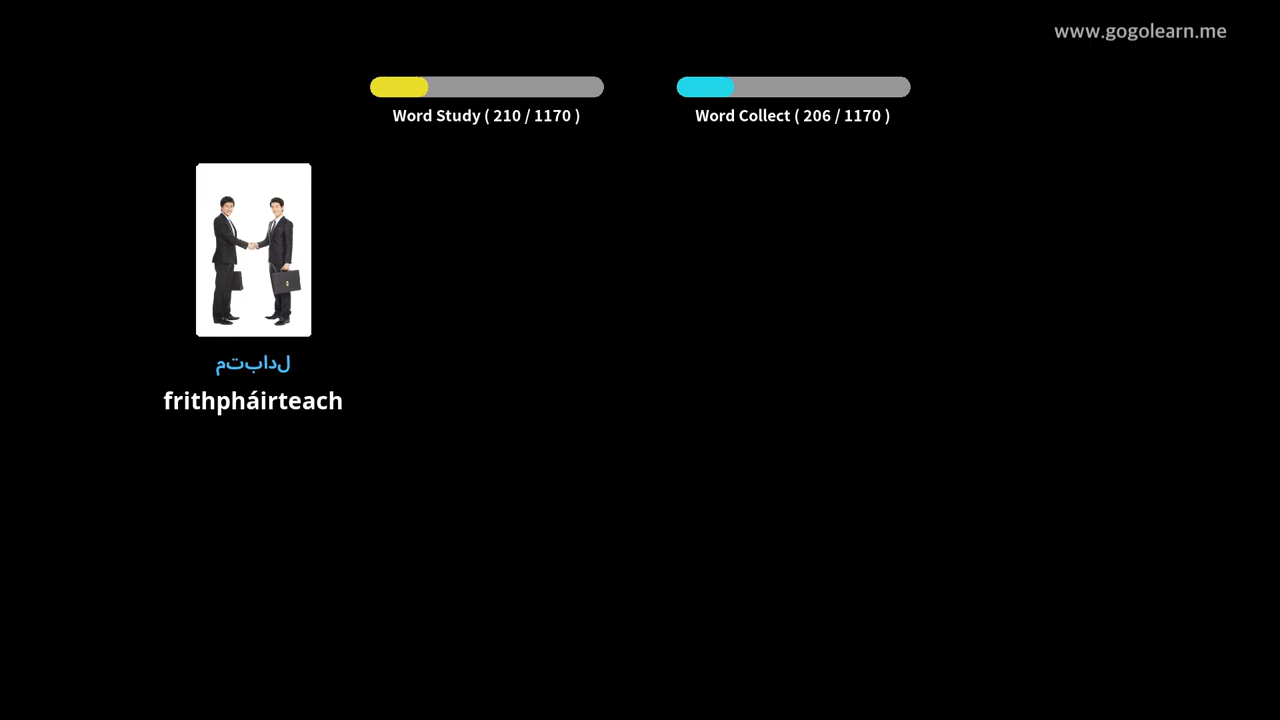 www.gogolearn.me
Word Study ( 210 / 1170 )
Word Collect ( 206 / 1170 )
متبادل
frithpháirteach